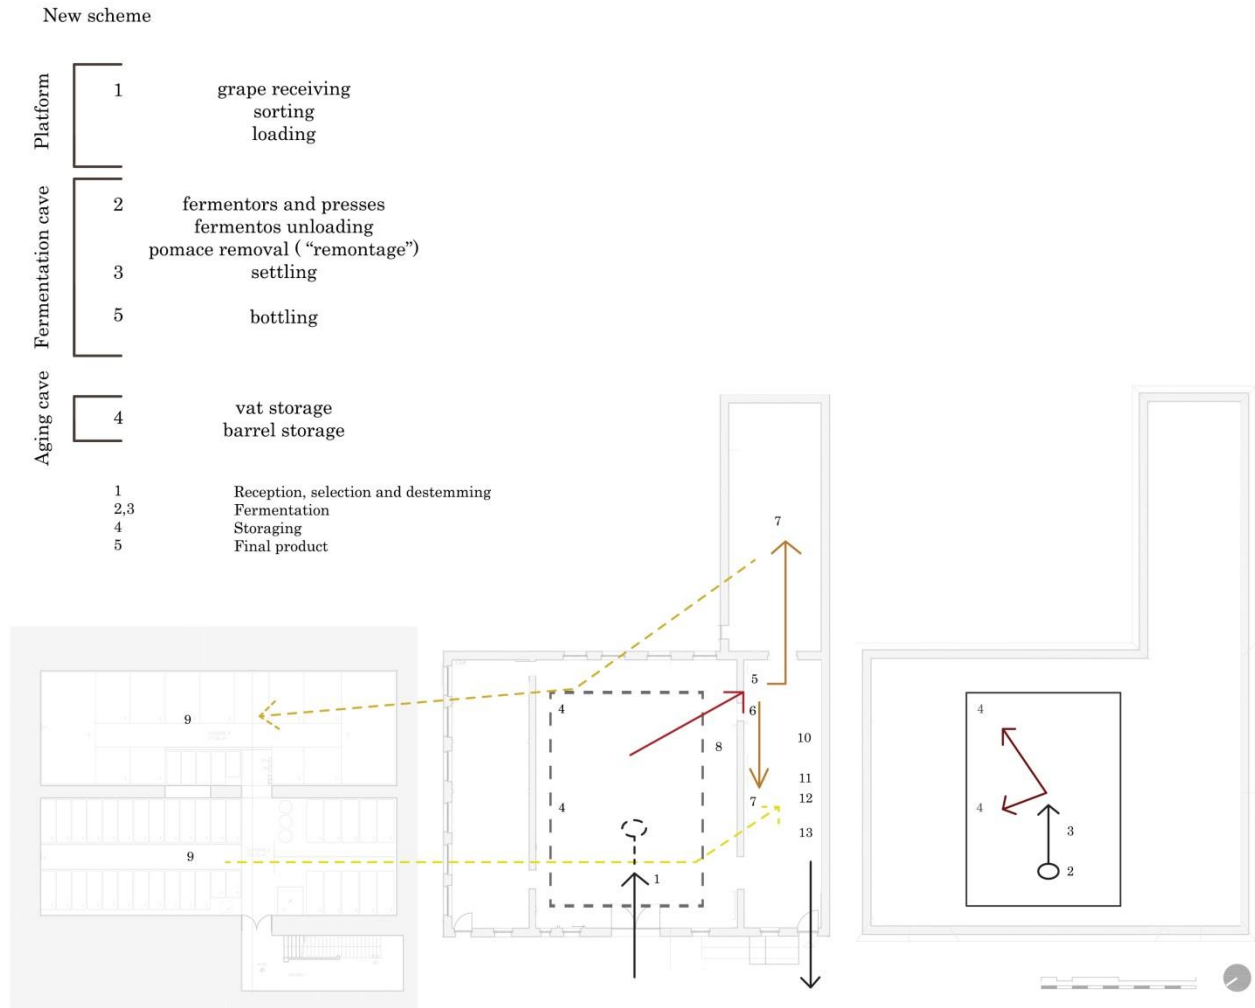 New scheme
Platform
1 grape receiving
sorting
loading
Fermentation cave
2 fermentors and presses
fermentos unloading
pomace removal ( “remontage”)
3 settling
5 bottling
Aging cave
4 vat storage
barrel storage
1 Reception, selection and destemming
2,3 Fermentation
4 Storaging
5 Final product
7
5
4
6
4
9
10
8
11
7
12
4
4
13
3
9
1
2